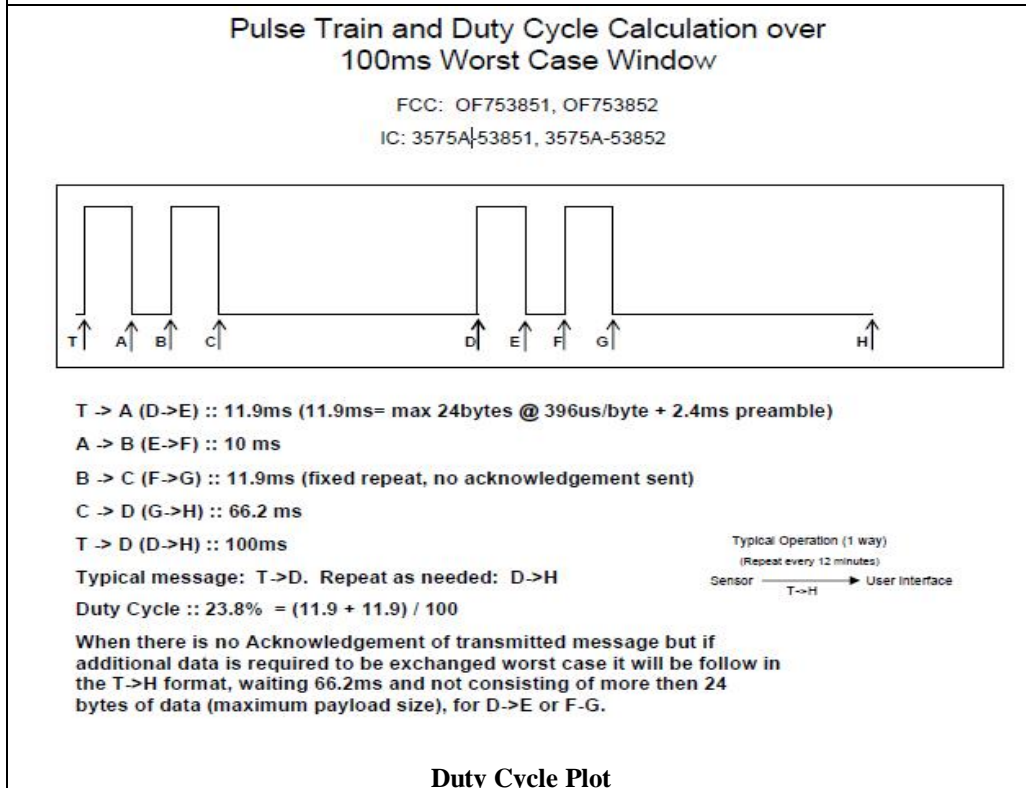 Pulse Train and Duty Cycle Calculation over
100ms Worst Case Window
FCC: OF753851, OF753852
IC: 3575A-53851, 3575A-53852
T A B C D E F G H
T -> A (D->E) :: 11.9ms (11.9ms= max 24bytes @ 396us/byte + 2.4ms preamble)
A -> B (E->F) :: 10 ms
B -> C (F->G) :: 11.9ms (fixed repeat, no acknowledgement sent)
C -> D (G->H) :: 66.2 ms
T -> D (D->H) :: 100ms
Typical message: T->D. Repeat as needed: D->H
Duty Cycle :: 23.8% = (11.9 + 11.9) / 100
Typical Operation (1 way)
(Repeat every 12 minutes)
Sensor User Interface
T->H
When there is no Acknowledgement of transmitted message but if
additional data is required to be exchanged worst case it will be follow in
the T->H format, waiting 66.2ms and not consisting of more then 24
bytes of data (maximum payload size), for D->E or F-G.
Duty Cycle Plot